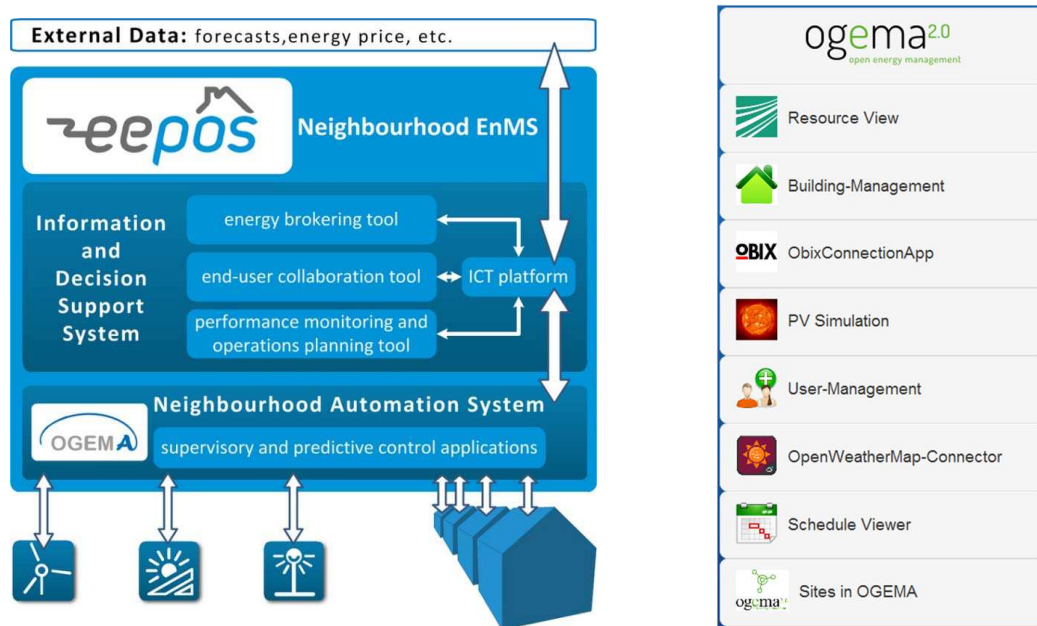 External Data: forecasts,energy price, etc.
eepos
Neighbourhood EnMS
Information
and
Decision
Support
System
energy brokering tool
end-user collaboration tool
ICT platform
performance monitoring and
operations planning tool
Neighbourhood Automation System
OGEMA
supervisory and predictive control applications
ogema 2.0
open energy management
Resource View
Building-Management
OBIX
ObixConnectionApp
PV Simulation
User-Management
OpenWeatherMap-Connector
Schedule Viewer
ogema
Sites in OGEMA